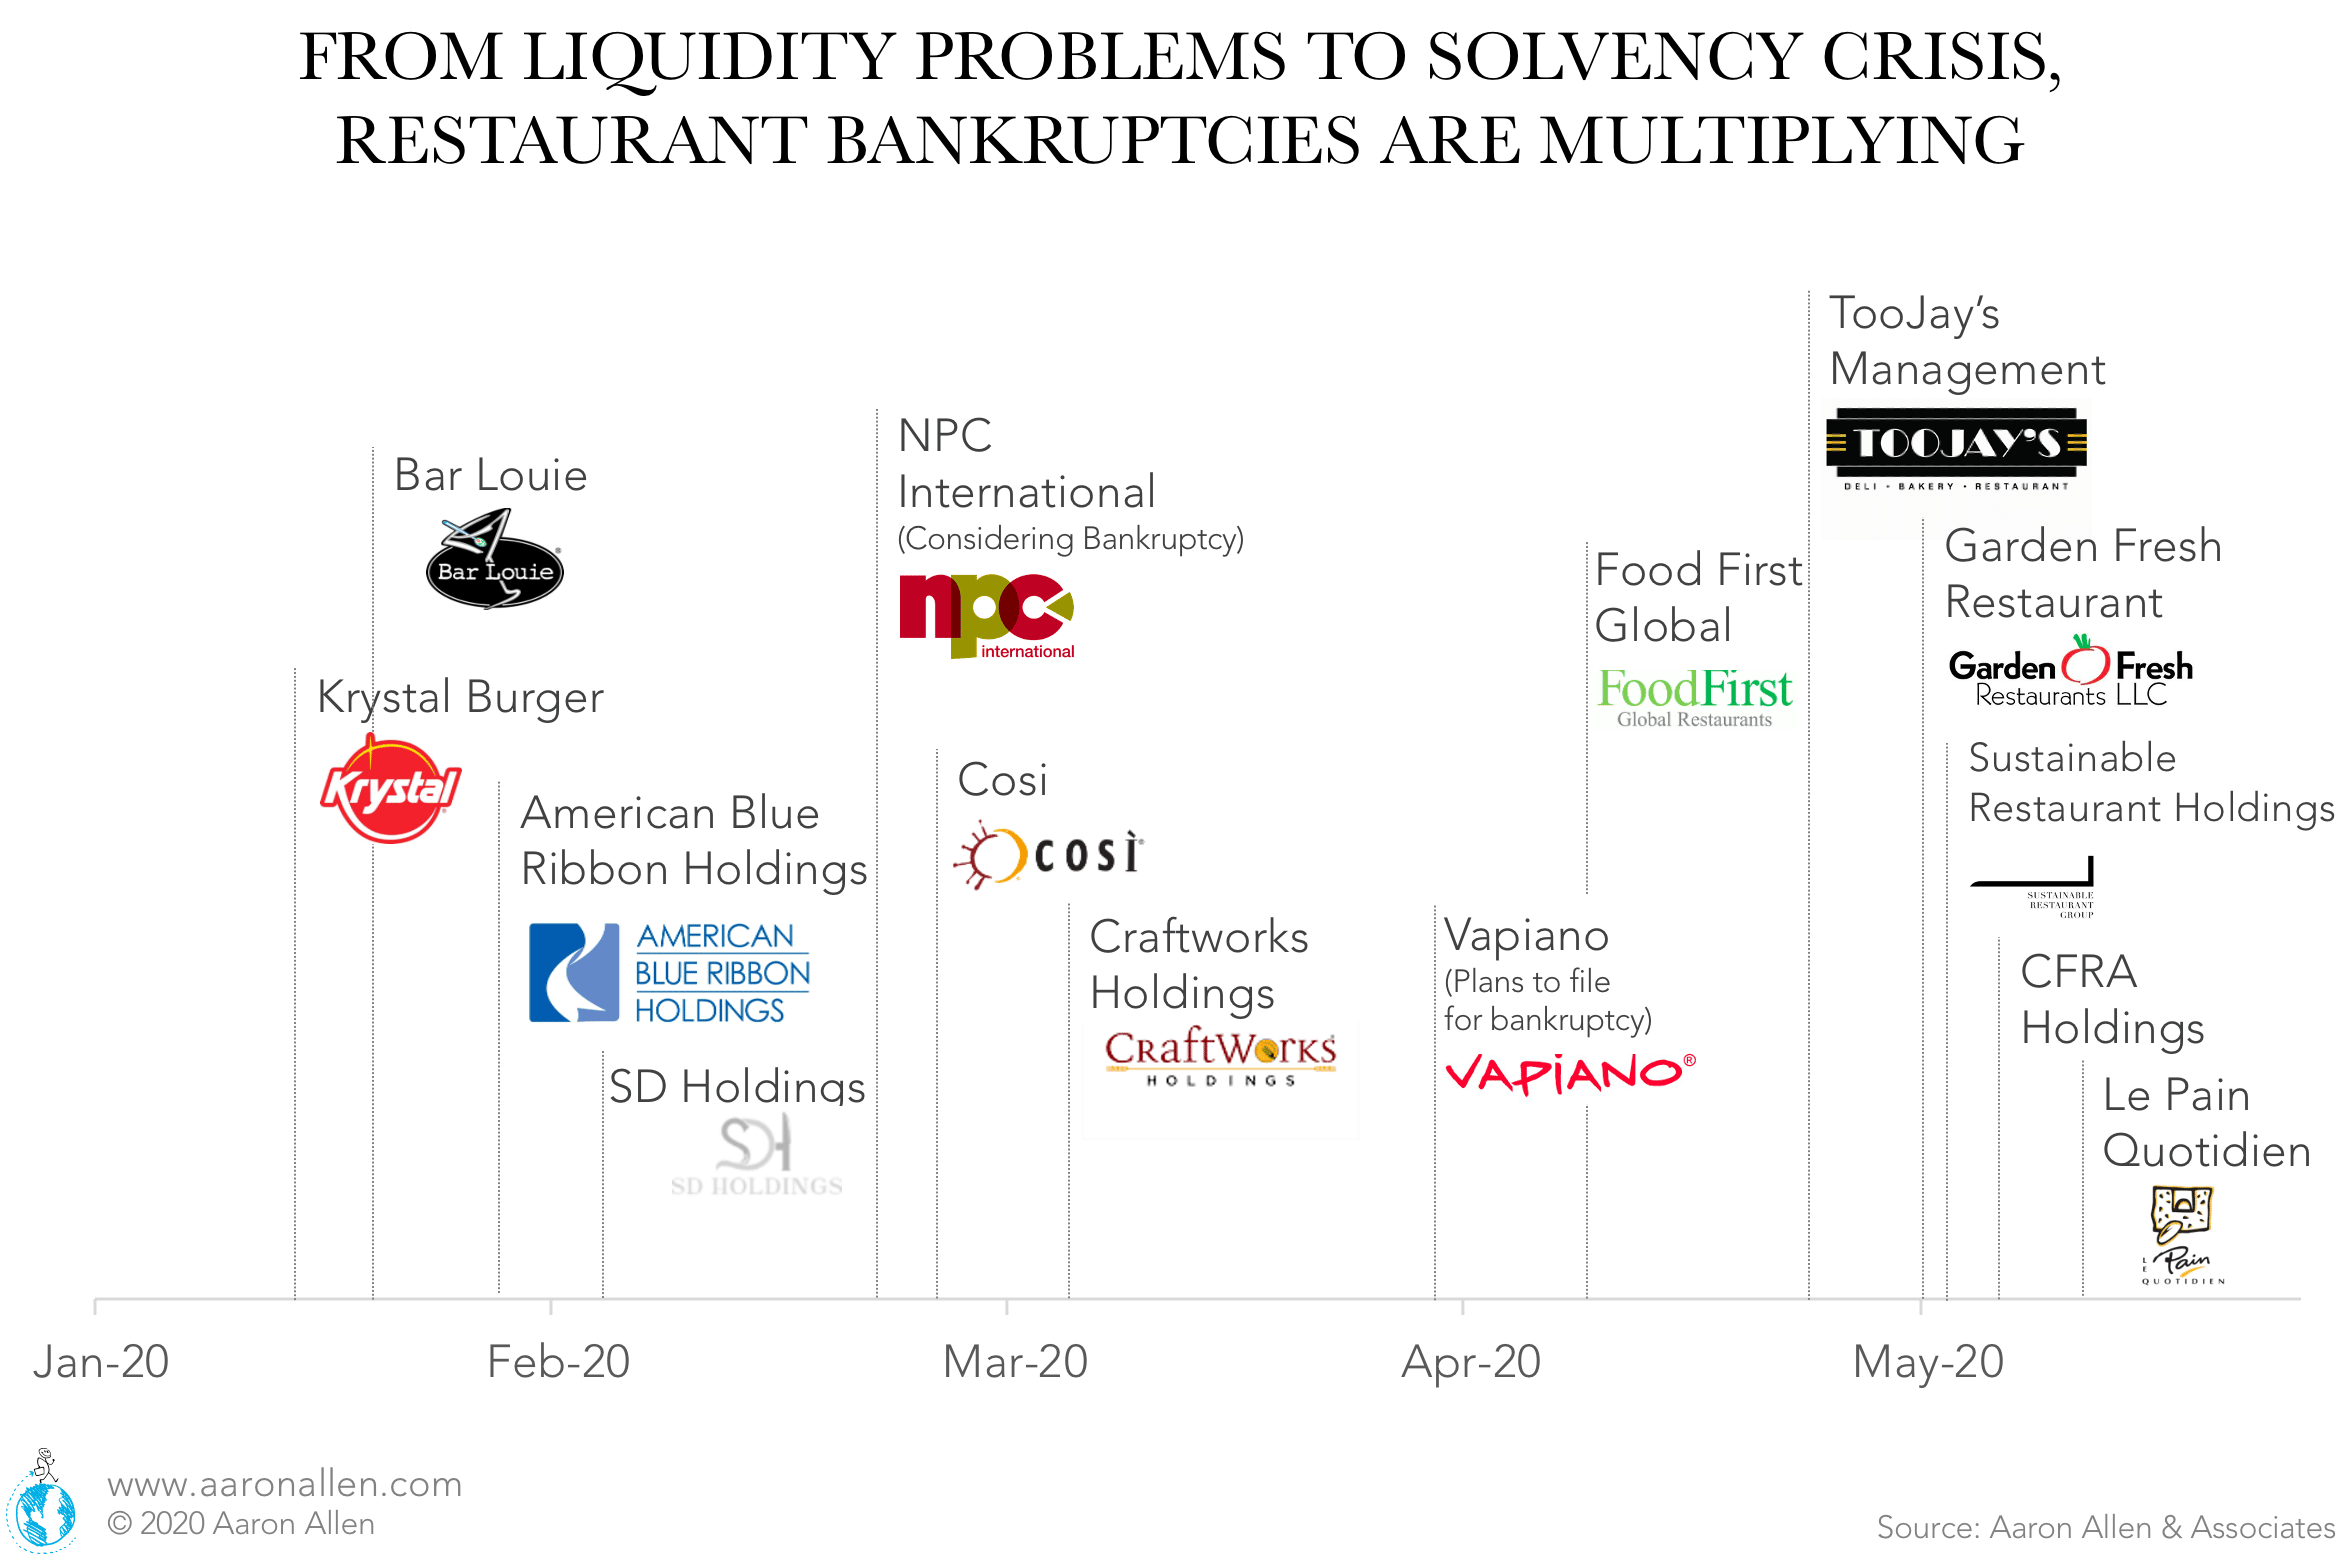 FROM LIQUIDITY PROBLEMS TO SOLVENCY CRISIS,
RESTAURANT BANKRUPTCIES ARE MULTIPLYING
TooJay’s
Management
TOOJAY'S
DELI · BAKERY · RESTAURANT
NPC
International
(Considering Bankruptcy)
npc
international
Bar Louie
Bar Louie
Garden Fresh
Restaurant
Garden Fresh
Restaurants LLC
Food First
Global
FoodFirst
Global Restaurants
Krystal Burger
Krystal
Sustainable
Restaurant Holdings
SUSTAINABLE
RESTAURANT
GROUP
Cosi
COSÌ
American Blue
Ribbon Holdings
AMERICAN
BLUE RIBBON
HOLDINGS
Craftworks
Holdings
CRAFTWORKS
HOLDINGS
Vapiano
(Plans to file
for bankruptcy)
VAPIANO®
CFRA
Holdings
SD Holdings
SDH
SD HOLDINGS
Le Pain
Quotidien
LE Pain
QUOTIDIEN
Jan-20
Feb-20
Mar-20
Apr-20
May-20
www.aaronallen.com
© 2020 Aaron Allen
Source: Aaron Allen & Associates